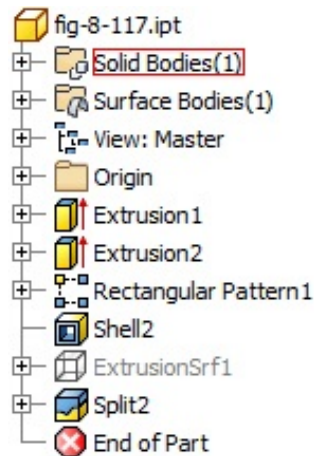 fig-8-117.ipt
Solid Bodies(1)
Surface Bodies(1)
View: Master
Origin
Extrusion1
Extrusion2
Rectangular Pattern1
Shell2
ExtrusionSrf1
Split2
End of Part